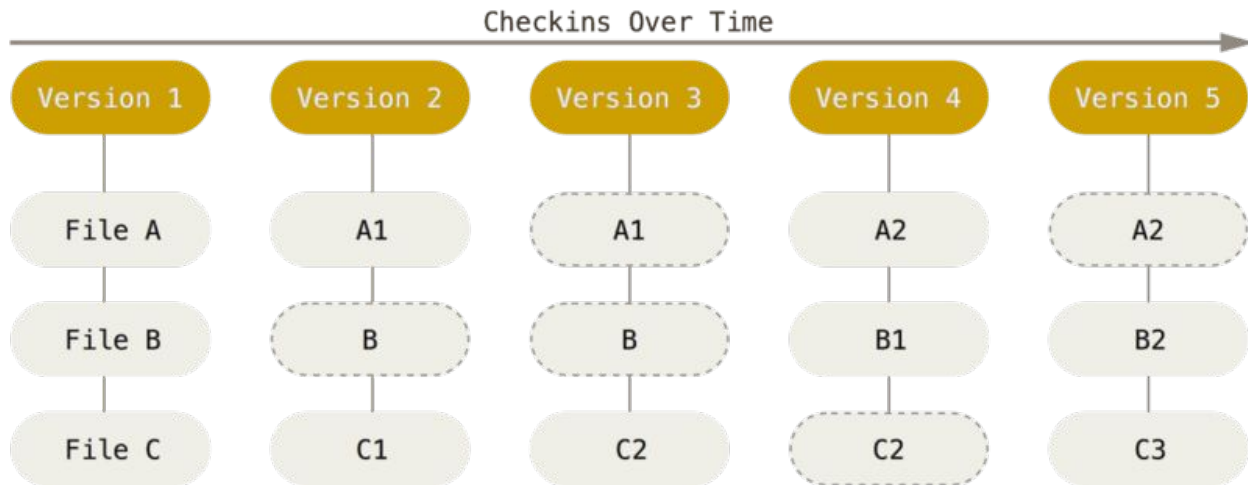 Checkins Over Time
Version 1 Version 2 Version 3 Version 4 Version 5
File A A1 A1 A2 A2
File B B B B1 B2
File C C1 C2 C2 C3